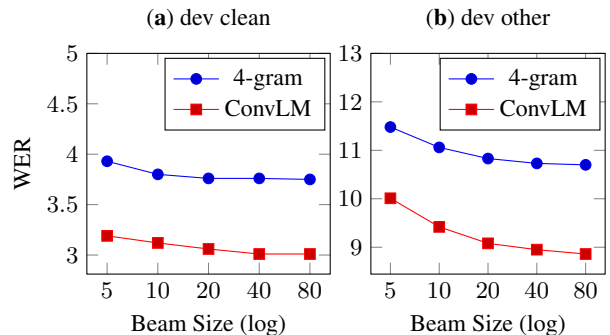 (a) dev clean
(b) dev other
WER
5
4.5
4
3.5
3
4-gram
ConvLM
5 10 20 40 80
Beam Size (log)
13
12
11
10
9
4-gram
ConvLM
5 10 20 40 80
Beam Size (log)